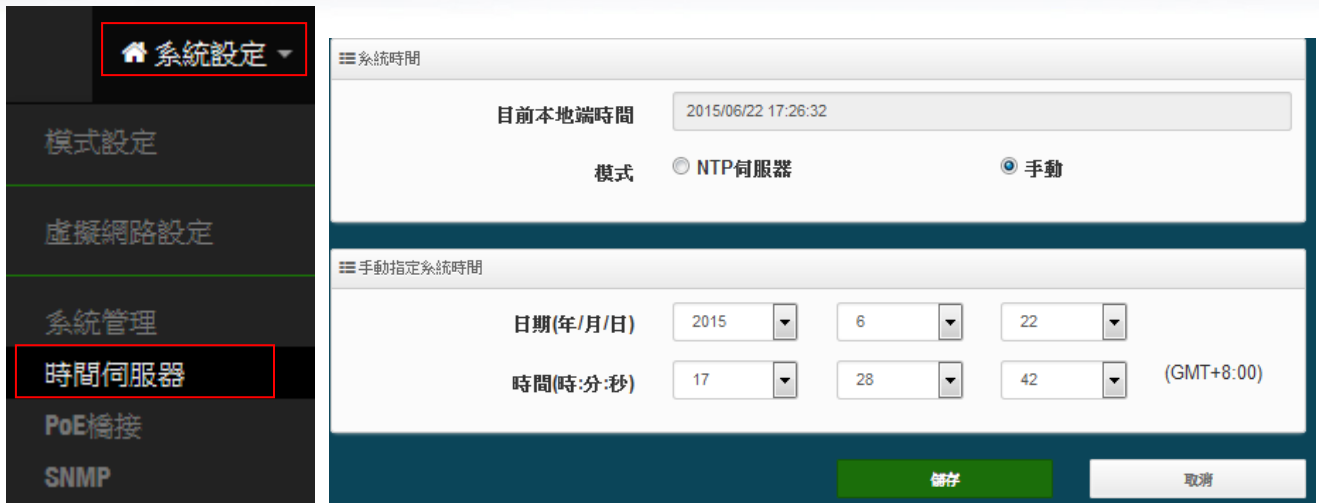 系統設定
模式設定
虛擬網路設定
系統管理
時間伺服器
PoE橋接
SNMP
系統時間
目前本地端時間 2015/06/22 17:26:32
模式 NTP伺服器 手動
手動指定系統時間
日期(年/月/日) 2015 6 22
時間(時:分:秒) 17 28 42 (GMT+8:00)
儲存 取消